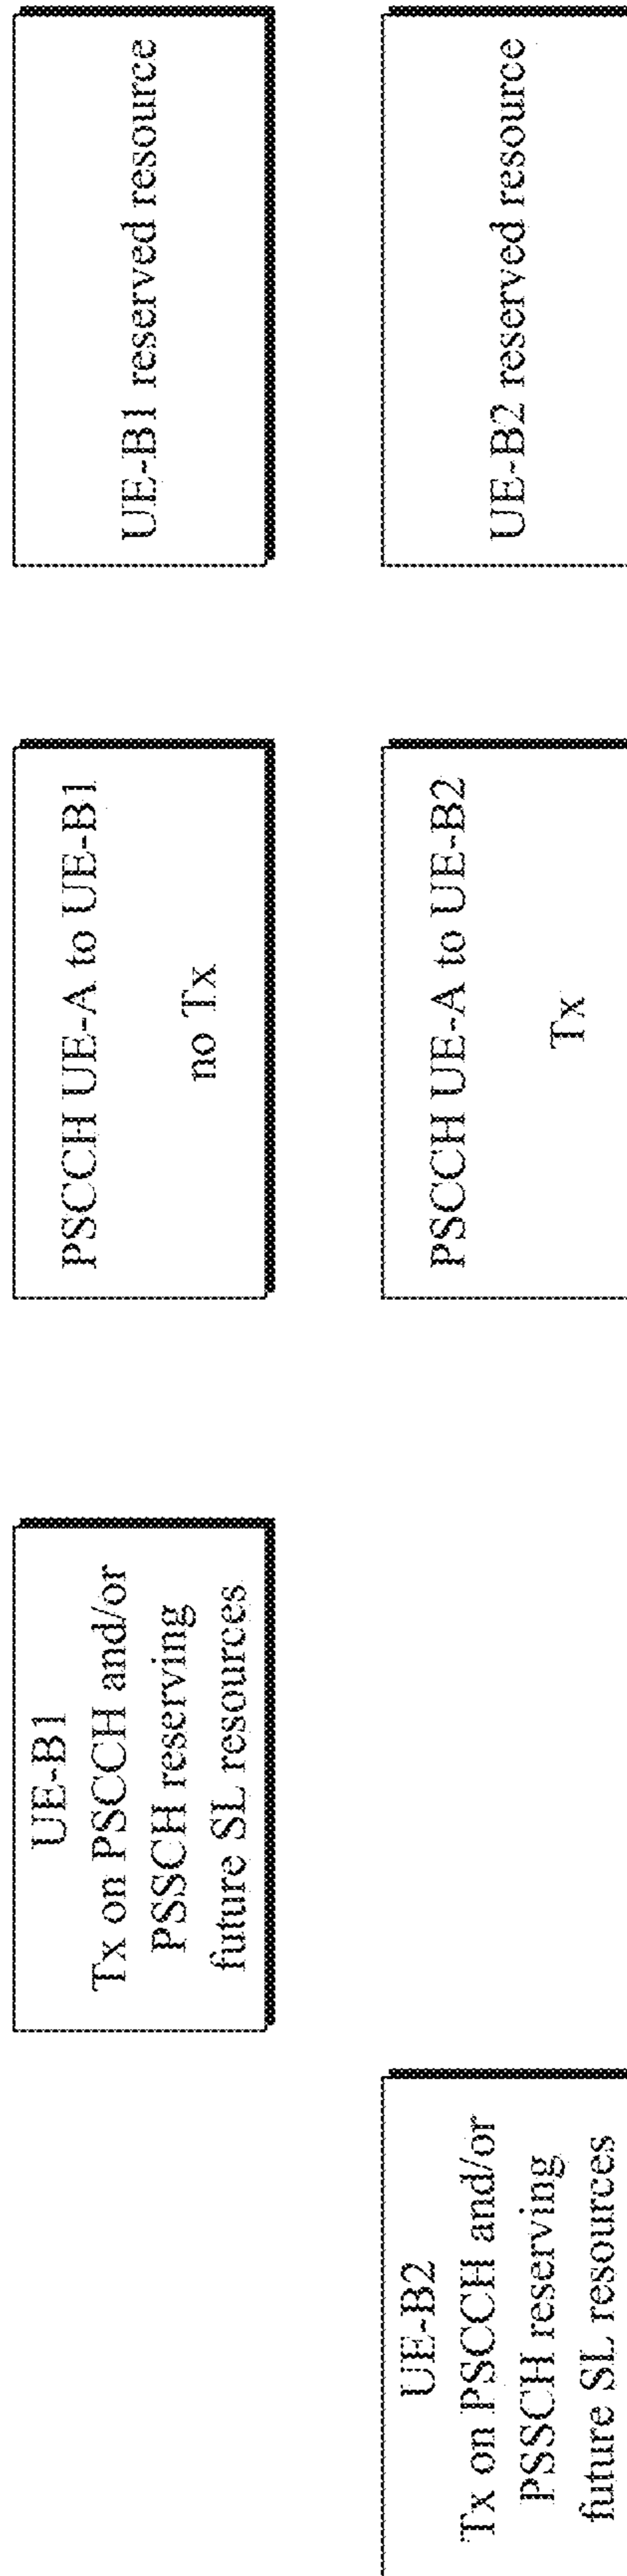 UE-B1
Tx on PSCCH and/or
PSSCH reserving
future SL resources
PSCCH UE-A to UE-B1
no Tx
UE-B1 reserved resource
UE-B2
Tx on PSCCH and/or
PSSCH reserving
future SL resources
PSCCH UE-A to UE-B2
Tx
UE-B2 reserved resource